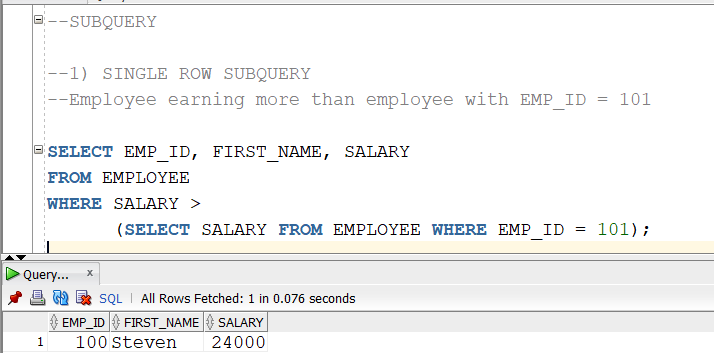 --SUBQUERY
--1) SINGLE ROW SUBQUERY
--Employee earning more than employee with EMP_ID = 101
SELECT EMP_ID, FIRST_NAME, SALARY
FROM EMPLOYEE
WHERE SALARY >
(SELECT SALARY FROM EMPLOYEE WHERE EMP_ID = 101);
Query... x
SQL | All Rows Fetched: 1 in 0.076 seconds
EMP_ID FIRST_NAME SALARY
1 100 Steven 24000